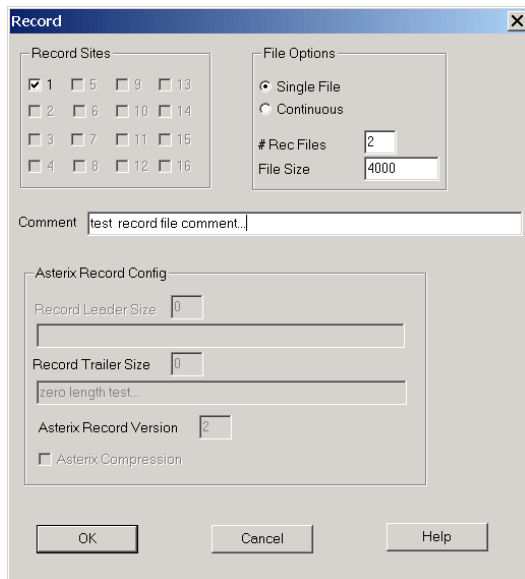 Record
Record Sites
File Options
1 5 9 13
2 6 10 14
3 7 11 15
4 8 12 16
Single File
Continuous
# Rec Files 2
File Size 4000
Comment test record file comment...
Asterix Record Config
Record Leader Size 0
Record Trailer Size 0
zero length test...
Asterix Record Version 2
Asterix Compression
OK Cancel Help